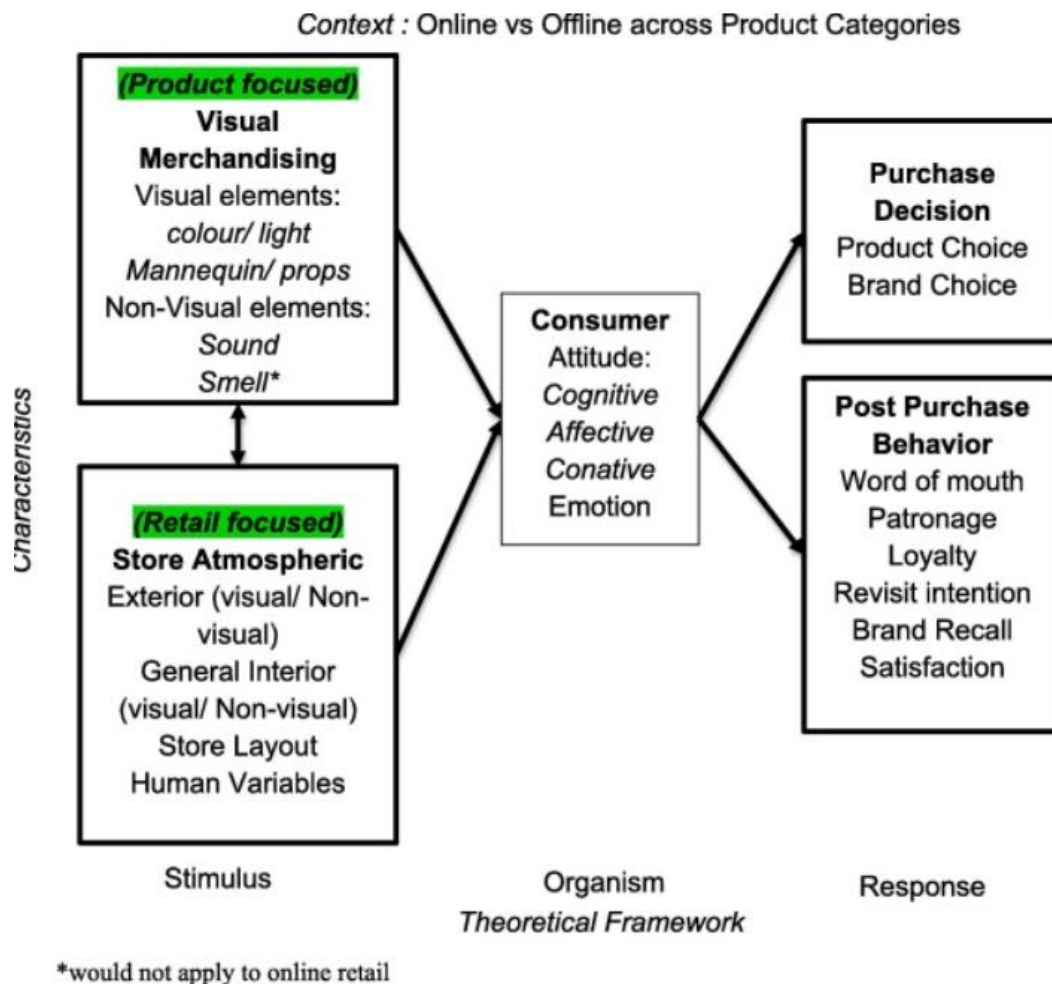 Context : Online vs Offline across Product Categories
(Product focused)
Visual
Merchandising
Visual elements:
colour/ light
Mannequin/ props
Non-Visual elements:
Sound
Smell*
Characteristics
(Retail focused)
Store Atmospheric
Exterior (visual/ Non-
visual)
General Interior
(visual/ Non-visual)
Store Layout
Human Variables
Stimulus
Consumer
Attitude:
Cognitive
Affective
Conative
Emotion
Organism
Theoretical Framework
Purchase
Decision
Product Choice
Brand Choice
Post Purchase
Behavior
Word of mouth
Patronage
Loyalty
Revisit intention
Brand Recall
Satisfaction
Response
*would not apply to online retail